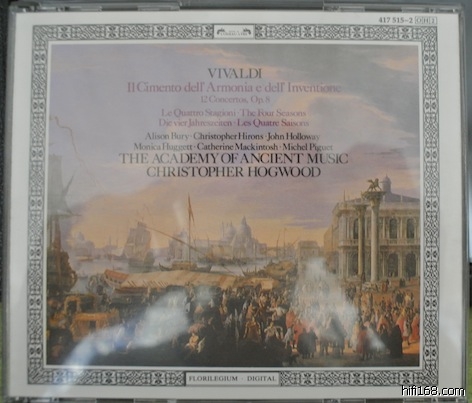 417 515-2 OH2
VIVALDI
Il Cimento dell'Armonia e dell'Inventione
12 Concertos, Op. 8
Le Quattro Stagioni · The Four Seasons
Die vier Jahreszeiten · Les Quatre Saisons
Alison Bury · Christopher Hirons · John Holloway
Monica Huggett · Catherine Mackintosh · Michel Piguet
THE ACADEMY OF ANCIENT MUSIC
CHRISTOPHER HOGWOOD
FLORILEGIUM · DIGITAL
hifi168.com